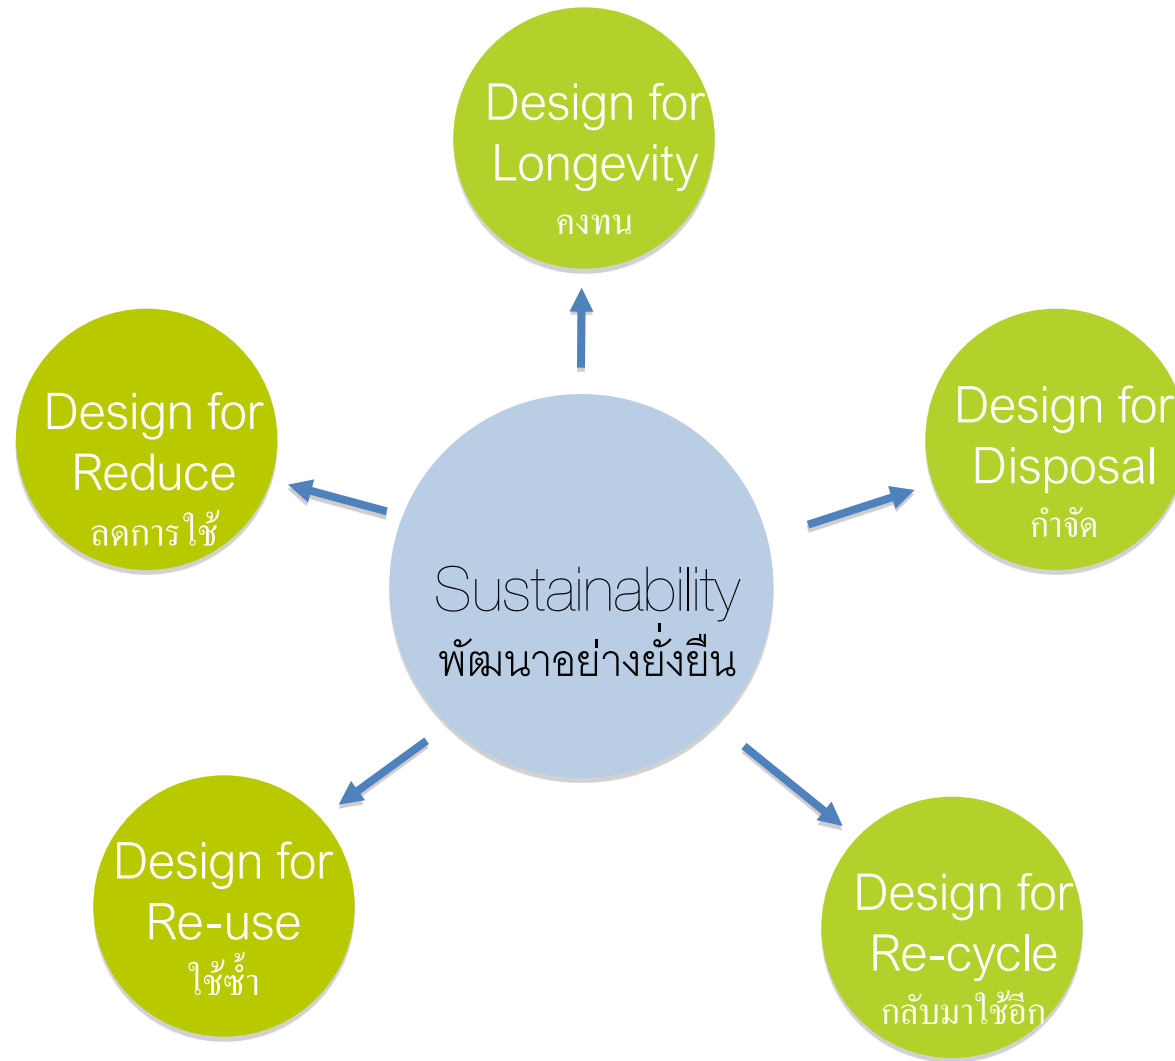 Design for
Longevity
คงทน
Design for
Reduce
ลดการใช้
Design for
Disposal
กำจัด
Sustainability
พัฒนาอย่างยั่งยืน
Design for
Re-use
ใช้ซ้ำ
Design for
Re-cycle
กลับมาใช้อีก